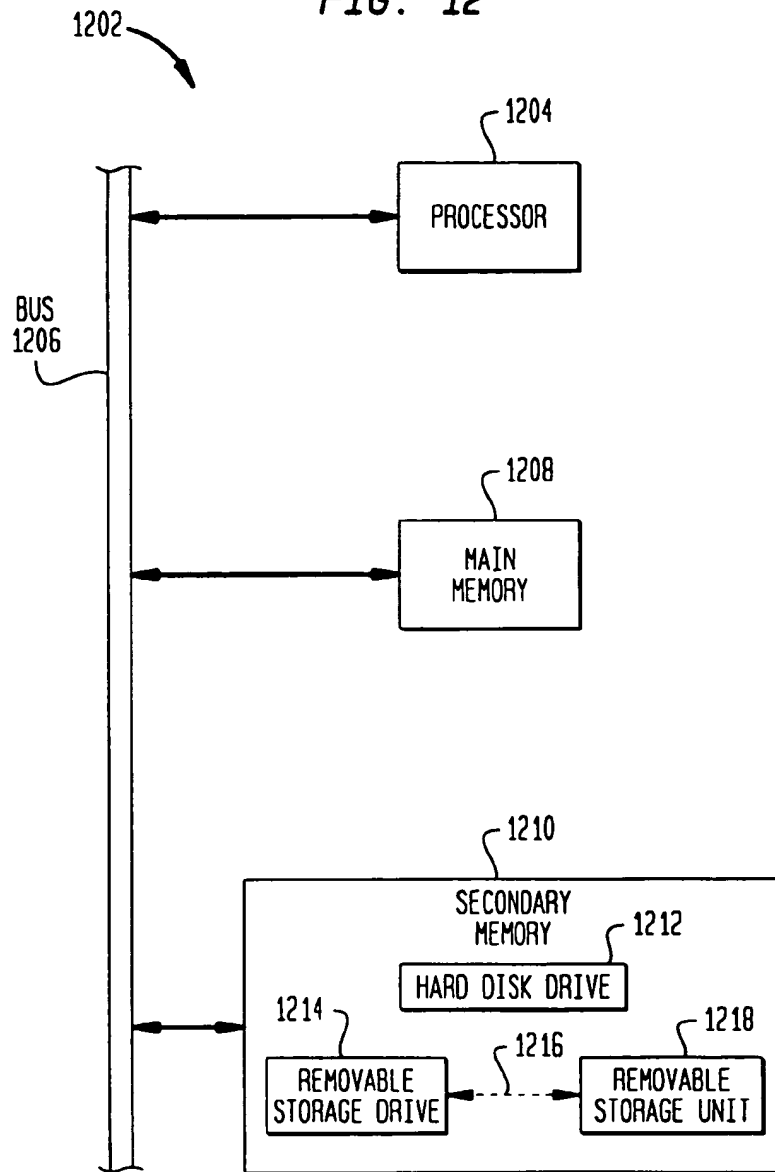 FIG. 12
1202
1204
PROCESSOR
BUS
1206
1208
MAIN
MEMORY
1210
SECONDARY
MEMORY
1212
HARD DISK DRIVE
1214
1216
1218
REMOVABLE
STORAGE DRIVE
REMOVABLE
STORAGE UNIT